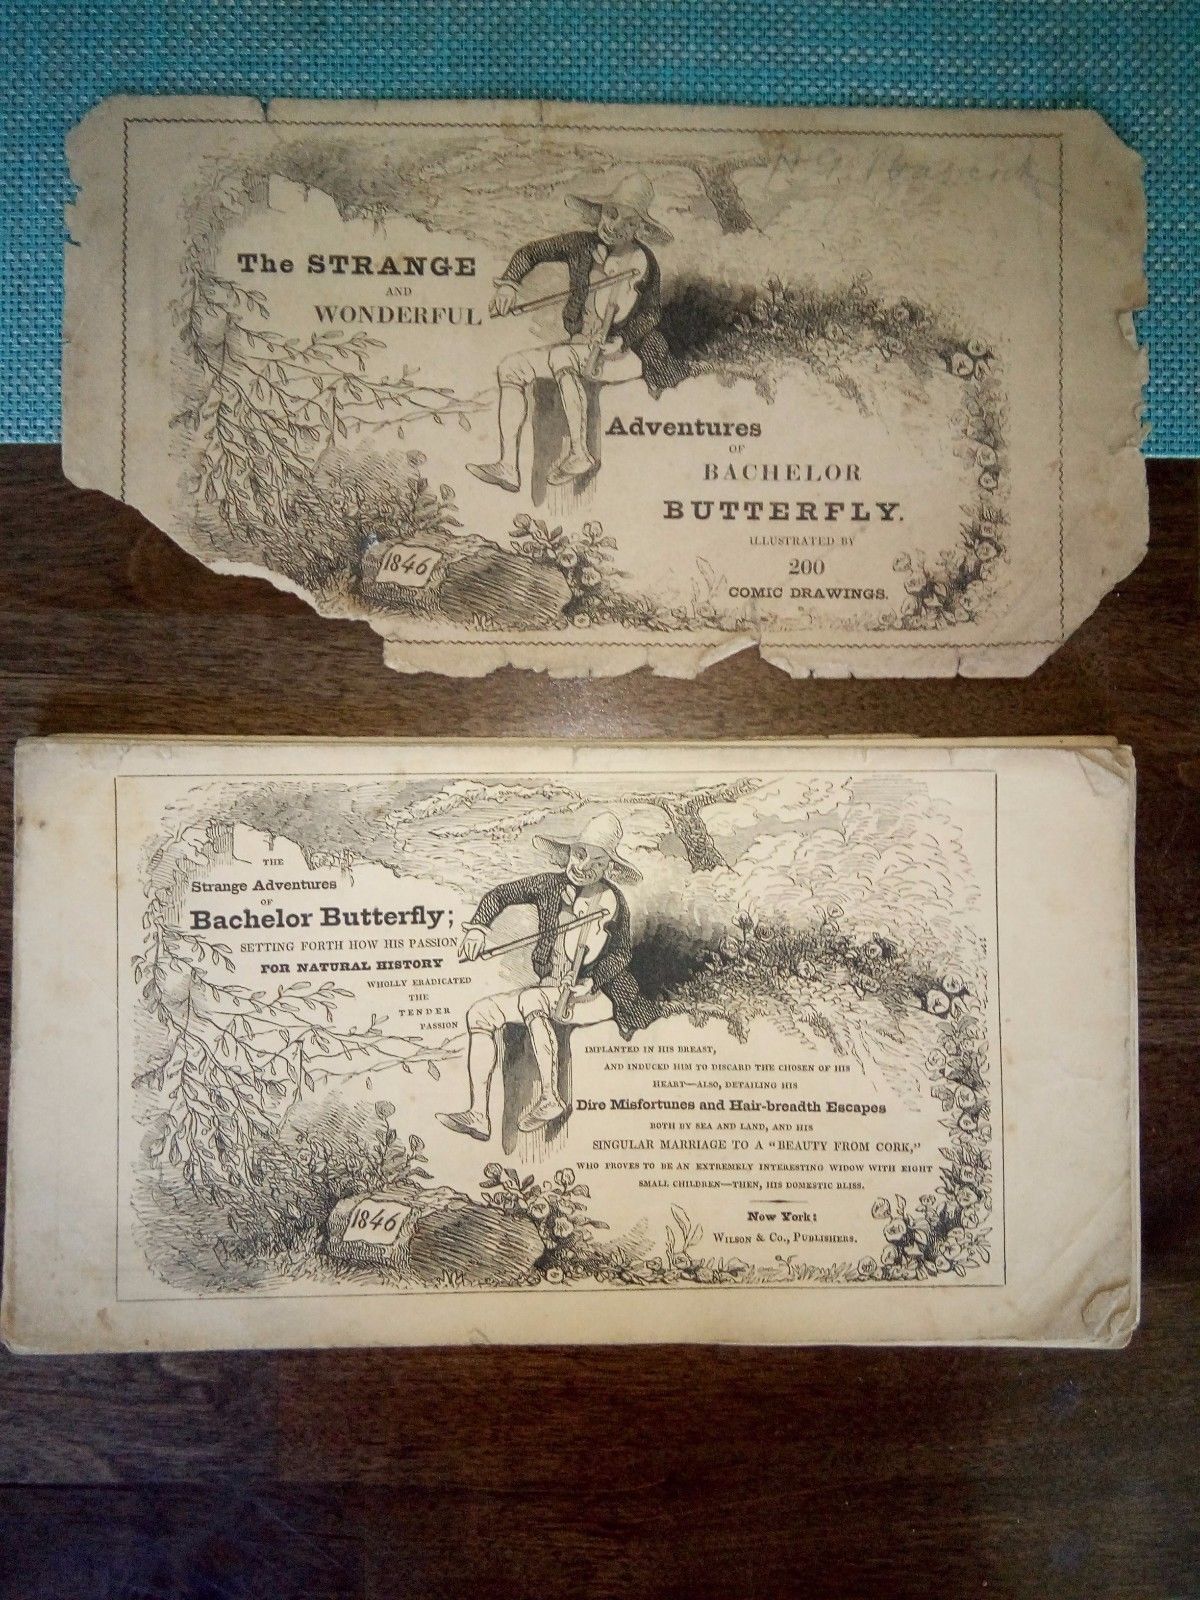 The STRANGE
AND
WONDERFUL
Adventures
OF
BACHELOR
BUTTERFLY.
ILLUSTRATED BY
200
COMIC DRAWINGS.
1846
THE
Strange Adventures
OF
Bachelor Butterfly;
SETTING FORTH HOW HIS PASSION
FOR NATURAL HISTORY
WHOLLY ERADICATED
THE
TENDER
PASSION
IMPLANTED IN HIS BREAST,
AND INDUCED HIM TO DISCARD THE CHOSEN OF HIS
HEART—ALSO, DETAILING HIS
Dire Misfortunes and Hair-breadth Escapes
BOTH BY SEA AND LAND, AND HIS
SINGULAR MARRIAGE TO A "BEAUTY FROM CORK,"
WHO PROVES TO BE AN EXTREMELY INTERESTING WIDOW WITH EIGHT
SMALL CHILDREN—THEN, HIS DOMESTIC BLISS.
New York:
WILSON & CO., PUBLISHERS.
1846